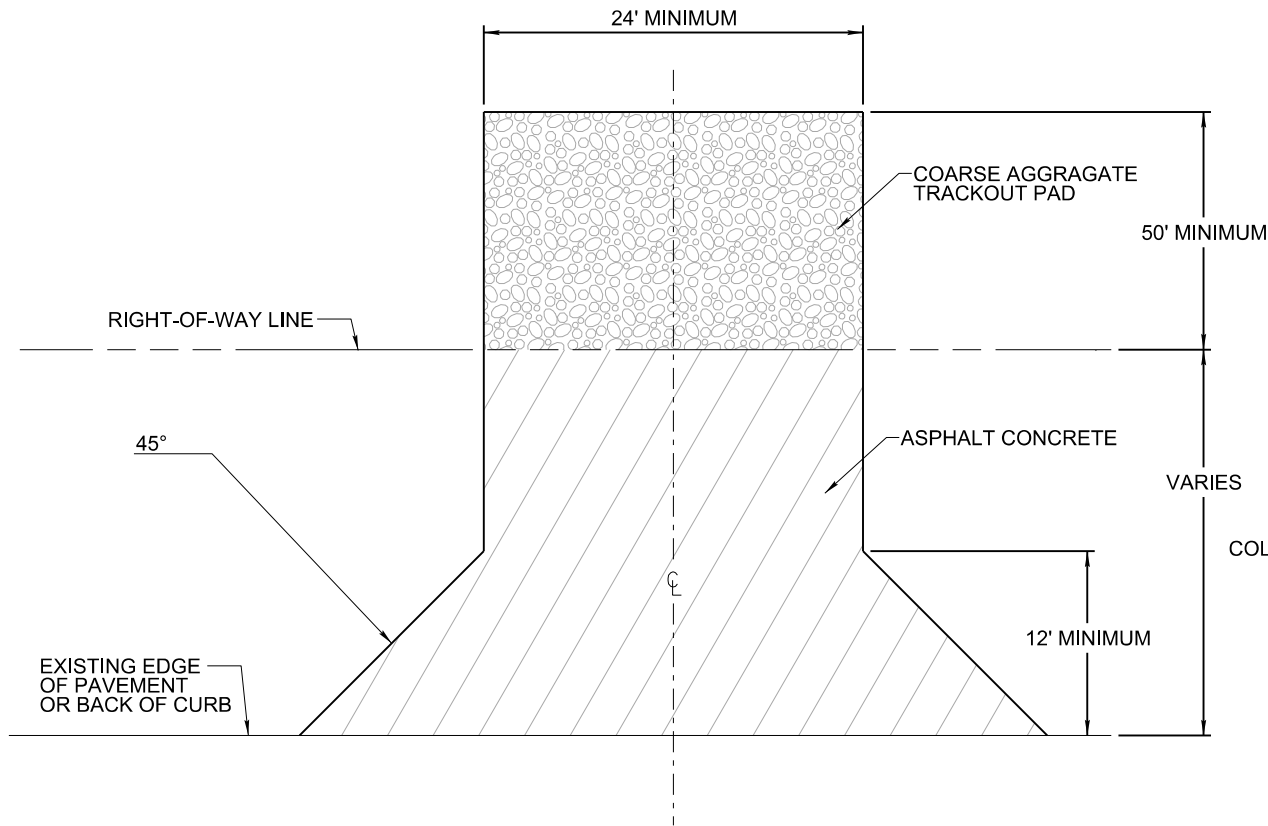 24' MINIMUM
COARSE AGGRAGATE
TRACKOUT PAD
50' MINIMUM
RIGHT-OF-WAY LINE
45°
ASPHALT CONCRETE
VARIES
COL
℄
12' MINIMUM
EXISTING EDGE
OF PAVEMENT
OR BACK OF CURB